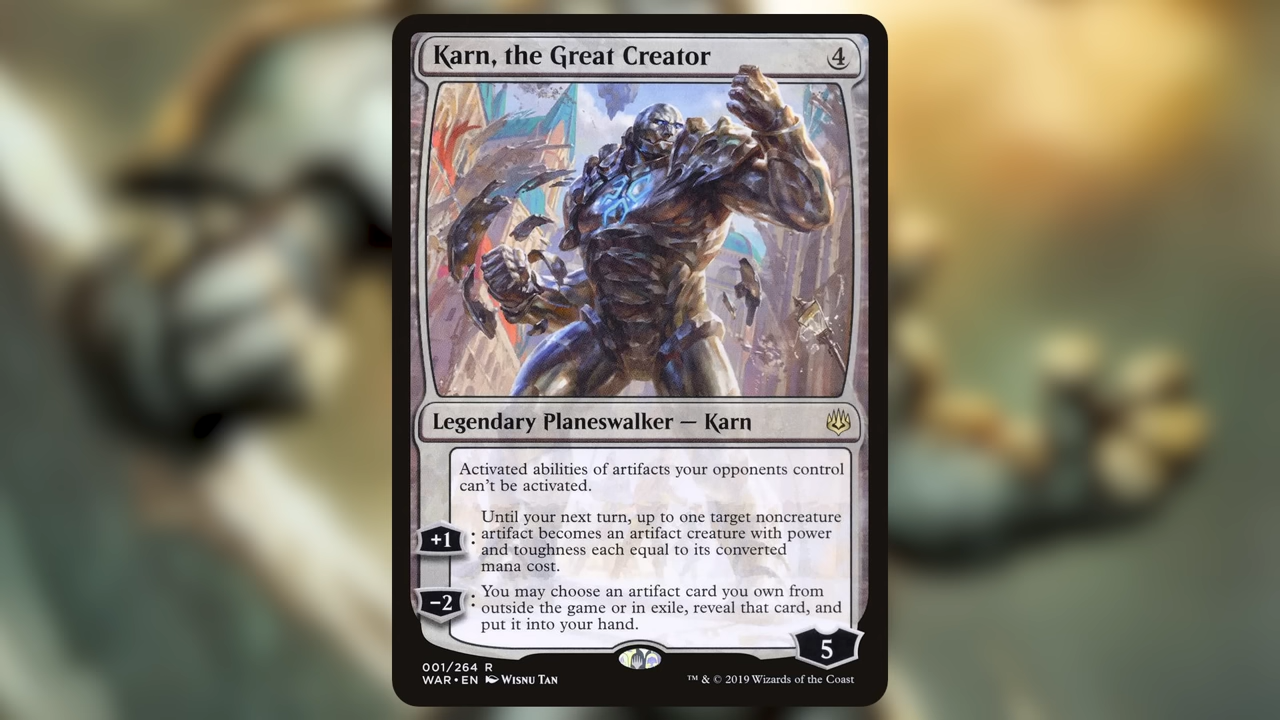 Karn, the Great Creator 4
Legendary Planeswalker — Karn
Activated abilities of artifacts your opponents control
can't be activated.
+1: Until your next turn, up to one target noncreature
artifact becomes an artifact creature with power
and toughness each equal to its converted
mana cost.
−2: You may choose an artifact card you own from
outside the game or in exile, reveal that card, and
put it into your hand.
5
001/264 R
WAR • EN Wisnu Tan
™ & © 2019 Wizards of the Coast